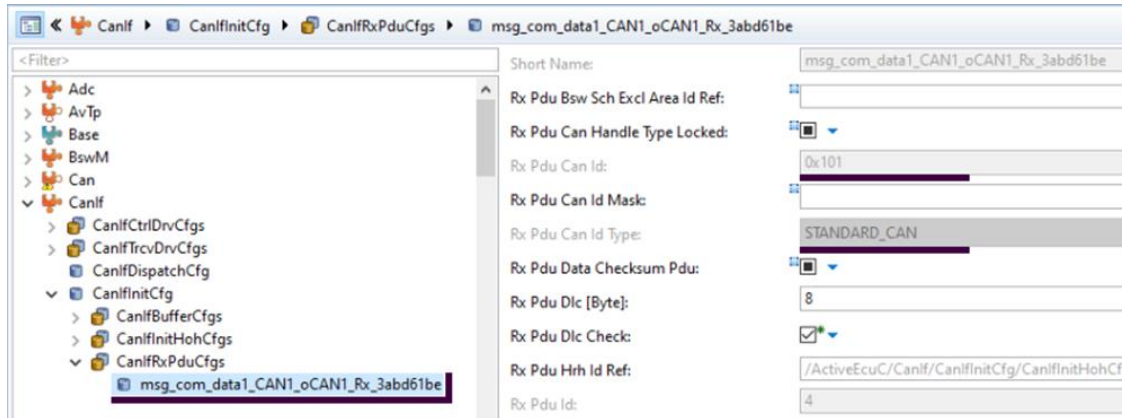 CanIf CanIfInitCfg CanIfRxPduCfgs msg_com_data1_CAN1_oCAN1_Rx_3abd61be
<Filter>
Adc
AvTp
Base
BswM
Can
CanIf
CanIfCtrlDrvCfgs
CanIfTrcvDrvCfgs
CanIfDispatchCfg
CanIfInitCfg
CanIfBufferCfgs
CanIfInitHohCfgs
CanIfRxPduCfgs
msg_com_data1_CAN1_oCAN1_Rx_3abd61be
Short Name: msg_com_data1_CAN1_oCAN1_Rx_3abd61be
Rx Pdu Bsw Sch Excl Area Id Ref:
Rx Pdu Can Handle Type Locked:
Rx Pdu Can Id: 0x101
Rx Pdu Can Id Mask:
Rx Pdu Can Id Type: STANDARD_CAN
Rx Pdu Data Checksum Pdu:
Rx Pdu Dlc [Byte]: 8
Rx Pdu Dlc Check:
Rx Pdu Hrh Id Ref: /ActiveEcuC/CanIf/CanIfInitCfg/CanIfInitHohCf
Rx Pdu Id: 4